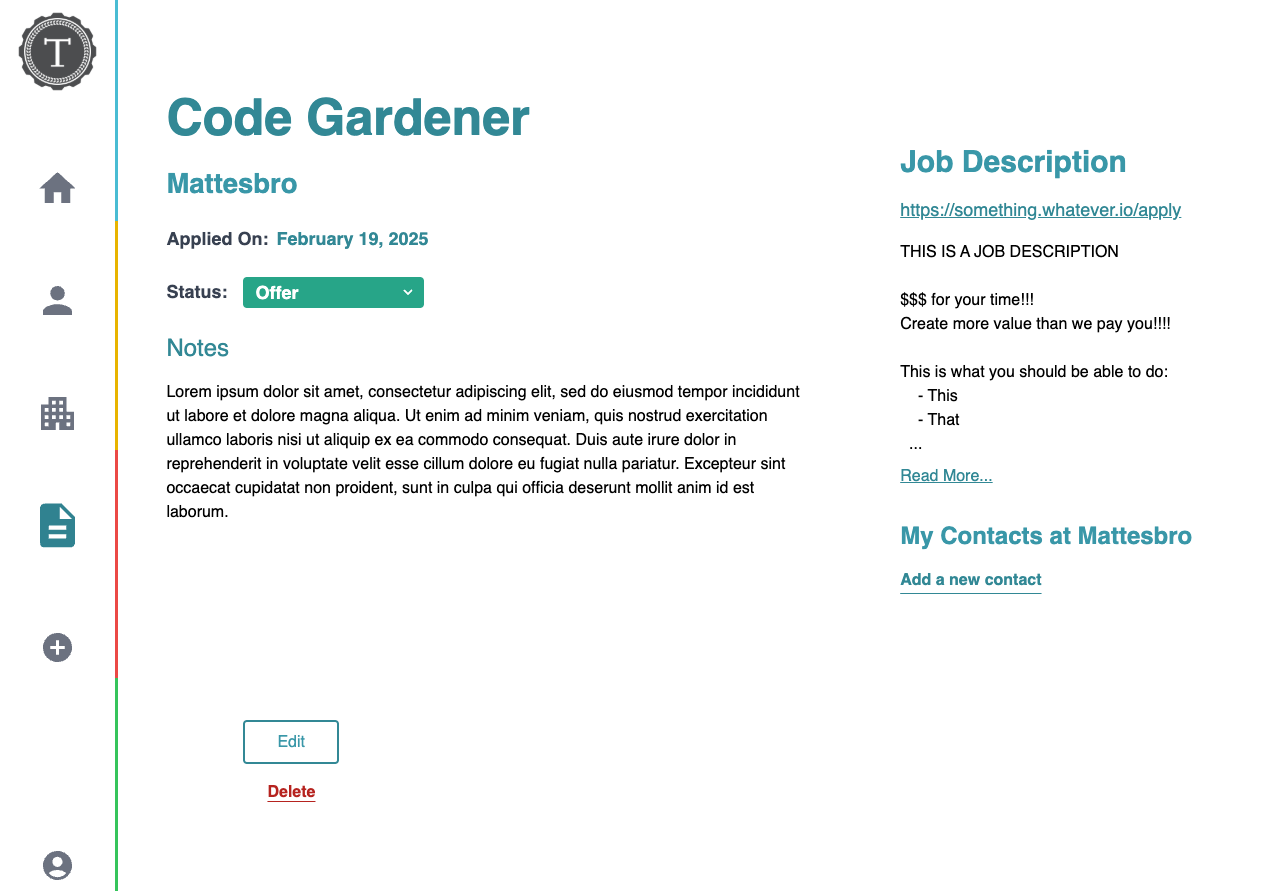 T
Code Gardener
Mattesbro
Applied On: February 19, 2025
Status: Offer
Notes
Lorem ipsum dolor sit amet, consectetur adipiscing elit, sed do eiusmod tempor incididunt
ut labore et dolore magna aliqua. Ut enim ad minim veniam, quis nostrud exercitation
ullamco laboris nisi ut aliquip ex ea commodo consequat. Duis aute irure dolor in
reprehenderit in voluptate velit esse cillum dolore eu fugiat nulla pariatur. Excepteur sint
occaecat cupidatat non proident, sunt in culpa qui officia deserunt mollit anim id est
laborum.
Edit
Delete
Job Description
https://something.whatever.io/apply
THIS IS A JOB DESCRIPTION
$$$ for your time!!!
Create more value than we pay you!!!!
This is what you should be able to do:
- This
- That
...
Read More...
My Contacts at Mattesbro
Add a new contact